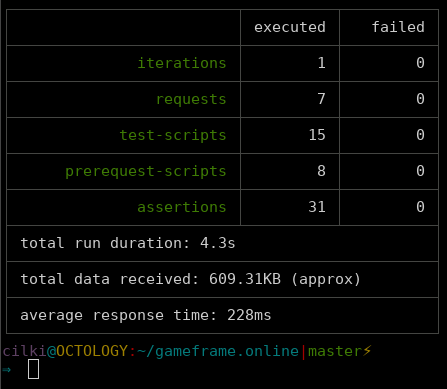 executed failed
iterations 1 0
requests 7 0
test-scripts 15 0
prerequest-scripts 8 0
assertions 31 0
total run duration: 4.3s
total data received: 609.31KB (approx)
average response time: 228ms
cilki@OCTOLOGY:~/gameframe.online|master⚡
⇒